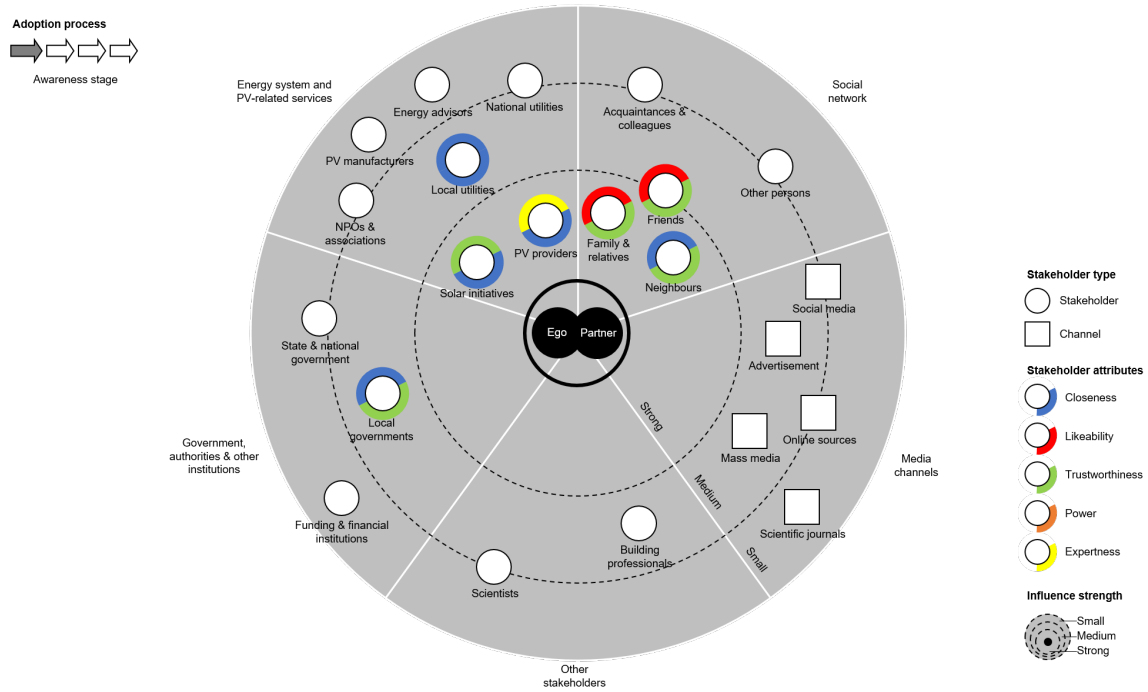 Adoption process
Awareness stage
Energy system and
PV-related services
Social
network
Energy advisors
National utilities
Acquaintances &
colleagues
PV manufacturers
Local utilities
Other persons
NPOs &
associations
PV providers
Family &
relatives
Friends
Solar initiatives
Neighbours
Social media
State & national
government
Ego
Partner
Advertisement
Local
governments
Strong
Mass media
Online sources
Government,
authorities & other
institutions
Media
channels
Medium
Funding & financial
institutions
Scientific journals
Building
professionals
Small
Scientists
Other
stakeholders
Stakeholder type
Stakeholder
Channel
Stakeholder attributes
Closeness
Likeability
Trustworthiness
Power
Expertness
Influence strength
Small
Medium
Strong